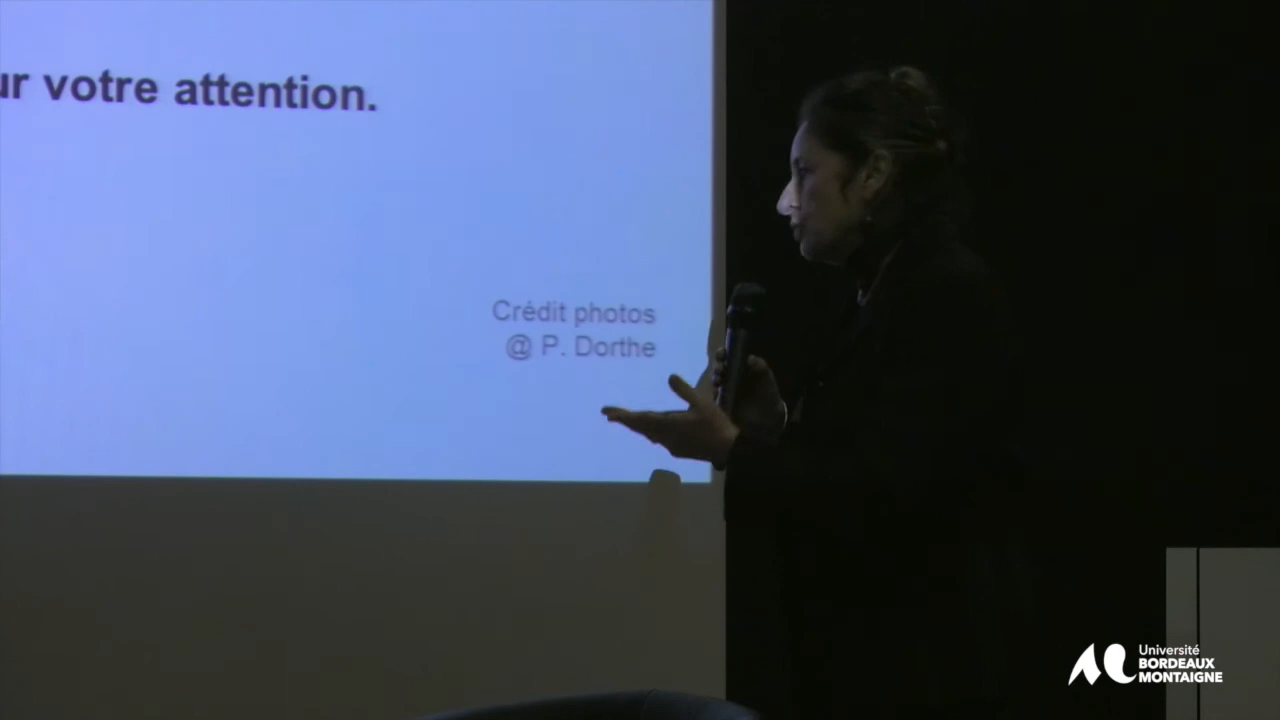 ur votre attention.
Crédit photos
@ P. Dorthe
Université
BORDEAUX
MONTAIGNE